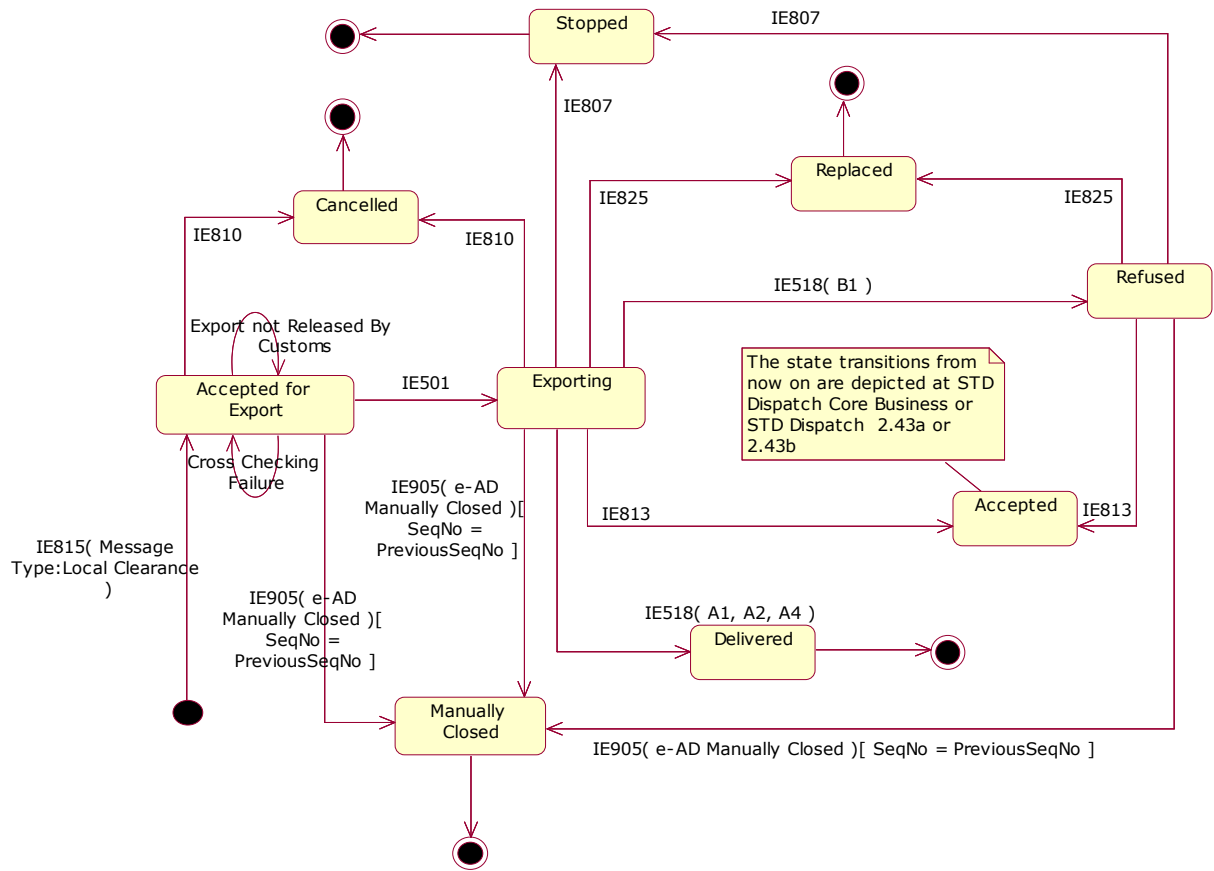 Stopped
IE807
IE807
Replaced
IE825
IE825
Cancelled
IE810
IE810
Refused
IE518( B1 )
Export not Released By
Customs
Accepted for
Export
IE501
Exporting
The state transitions from
now on are depicted at STD
Dispatch Core Business or
STD Dispatch  2.43a or
2.43b
Cross Checking
Failure
IE905( e-AD
Manually Closed )[
SeqNo =
PreviousSeqNo ]
IE813
Accepted
IE813
IE815( Message
Type:Local Clearance
)
IE905( e-AD
Manually Closed )[
SeqNo =
PreviousSeqNo ]
IE518( A1, A2, A4 )
Delivered
Manually
Closed
IE905( e-AD Manually Closed )[ SeqNo = PreviousSeqNo ]